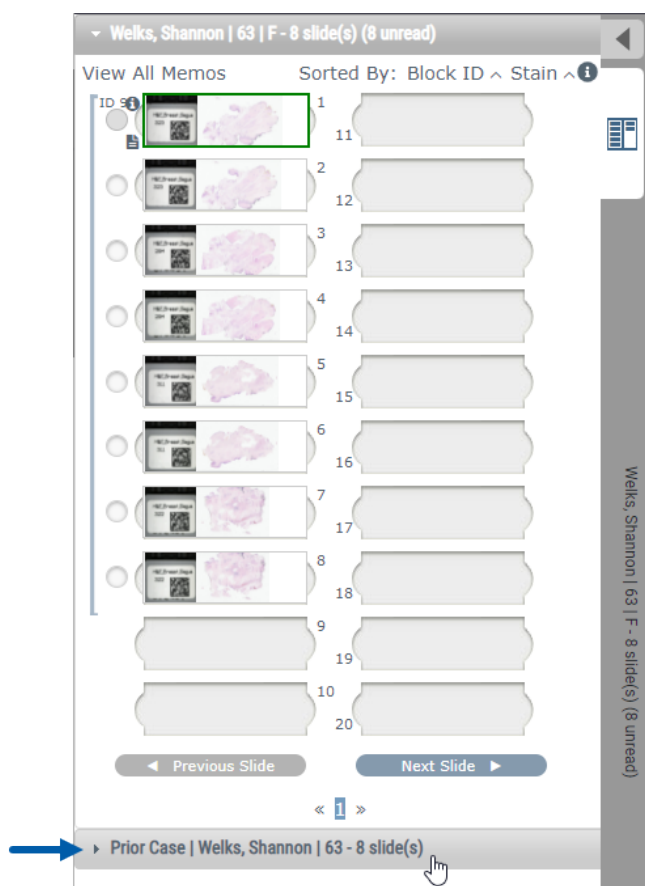 Welks, Shannon | 63 | F - 8 slide(s) (8 unread)
View All Memos Sorted By: Block ID Stain
ID 9
1
11
2
12
3
13
4
14
5
15
6
16
7
17
8
18
9
19
10
20
Previous Slide Next Slide
« 1 »
Prior Case | Welks, Shannon | 63 - 8 slide(s)
Welks, Shannon | 63 | F - 8 slide(s) (8 unread)